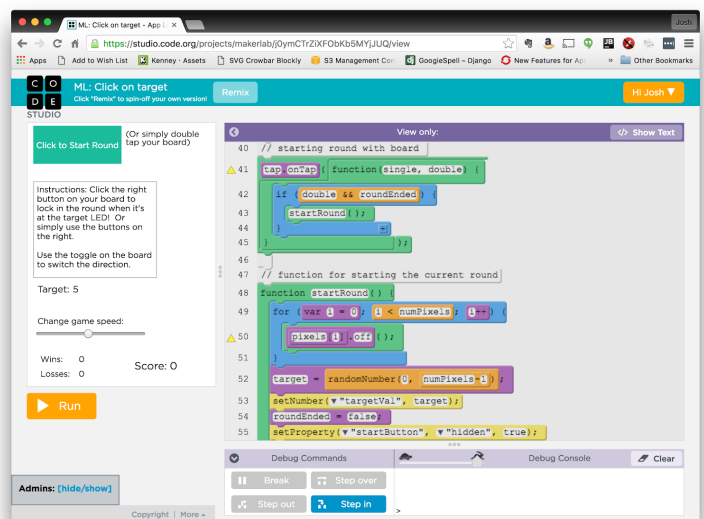 ML: Click on target - App L
Josh
https://studio.code.org/projects/makerlab/j0ymCTrZiXFObKb5MYjJUQ/view
Apps
Add to Wish List
Kenney · Assets
SVG Crowbar Blockly
S3 Management Con
GoogieSpell – Django
New Features for Apl
»
Other Bookmarks
C O
D E
STUDIO
ML: Click on target
Click "Remix" to spin-off your own version!
Remix
Hi Josh ▼
Click to Start Round
(Or simply double
tap your board)
Instructions: Click the right
button on your board to
lock in the round when it's
at the target LED! Or
simply use the buttons on
the right.
Use the toggle on the board
to switch the direction.
Target: 5
Change game speed:
Wins: 0
Losses: 0
Score: 0
Run
Admins: [hide/show]
Copyright | More
View only:
</> Show Text
40 // starting round with board
41 tap.onTap( function(single, double) {
42 if (double && roundEnded) {
43 startRound();
44 }
45 } );
46
47 // function for starting the current round
48 function startRound() {
49 for (var i = 0; i < numPixels; i++) {
50 pixels[i].off();
51 }
52 target = randomNumber(0, numPixels-1);
53 setNumber(▼"targetVal", target);
54 roundEnded = false;
55 setProperty(▼"startButton", ▼"hidden", true);
Debug Commands
Debug Console
Clear
Break
Step over
Step out
Step in
>